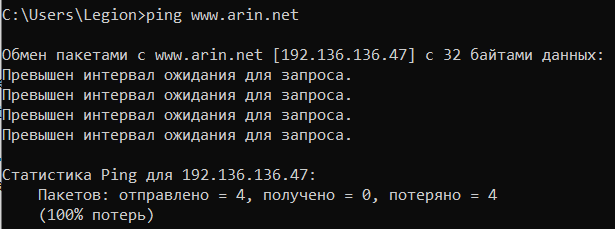 C:\Users\Legion>ping www.arin.net
Обмен пакетами с www.arin.net [192.136.136.47] с 32 байтами данных:
Превышен интервал ожидания для запроса.
Превышен интервал ожидания для запроса.
Превышен интервал ожидания для запроса.
Превышен интервал ожидания для запроса.
Статистика Ping для 192.136.136.47:
Пакетов: отправлено = 4, получено = 0, потеряно = 4
(100% потерь)